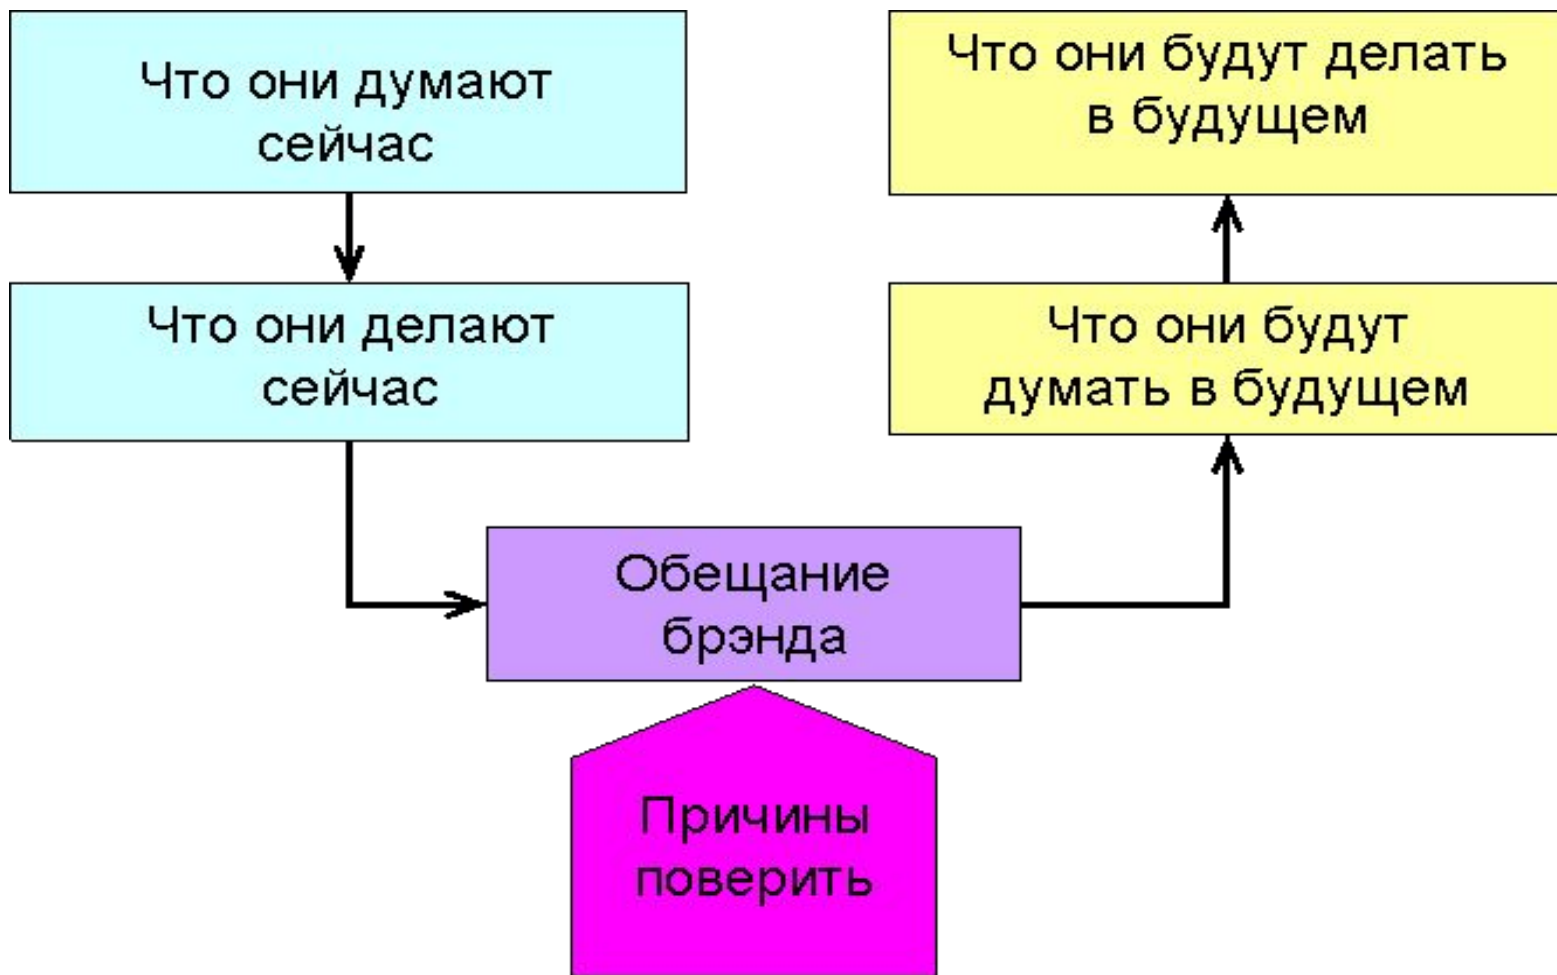 Что они думают
сейчас
Что они делают
сейчас
Обещание
брэнда
Причины
поверить
Что они будут
думать в будущем
Что они будут делать
в будущем